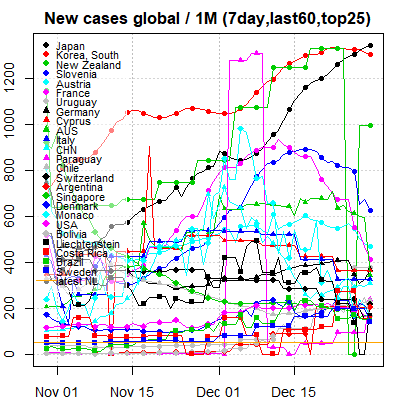 New cases global / 1M (7day,last60,top25)
Japan
Korea, South
New Zealand
Slovenia
Austria
France
Uruguay
Germany
Cyprus
AUS
Italy
CHN
Paraguay
Chile
Switzerland
Argentina
Singapore
Denmark
Monaco
USA
Bolivia
Liechtenstein
Costa Rica
Brazil
Sweden
latest NL
0
200
400
600
800
1000
1200
Nov 01
Nov 15
Dec 01
Dec 15